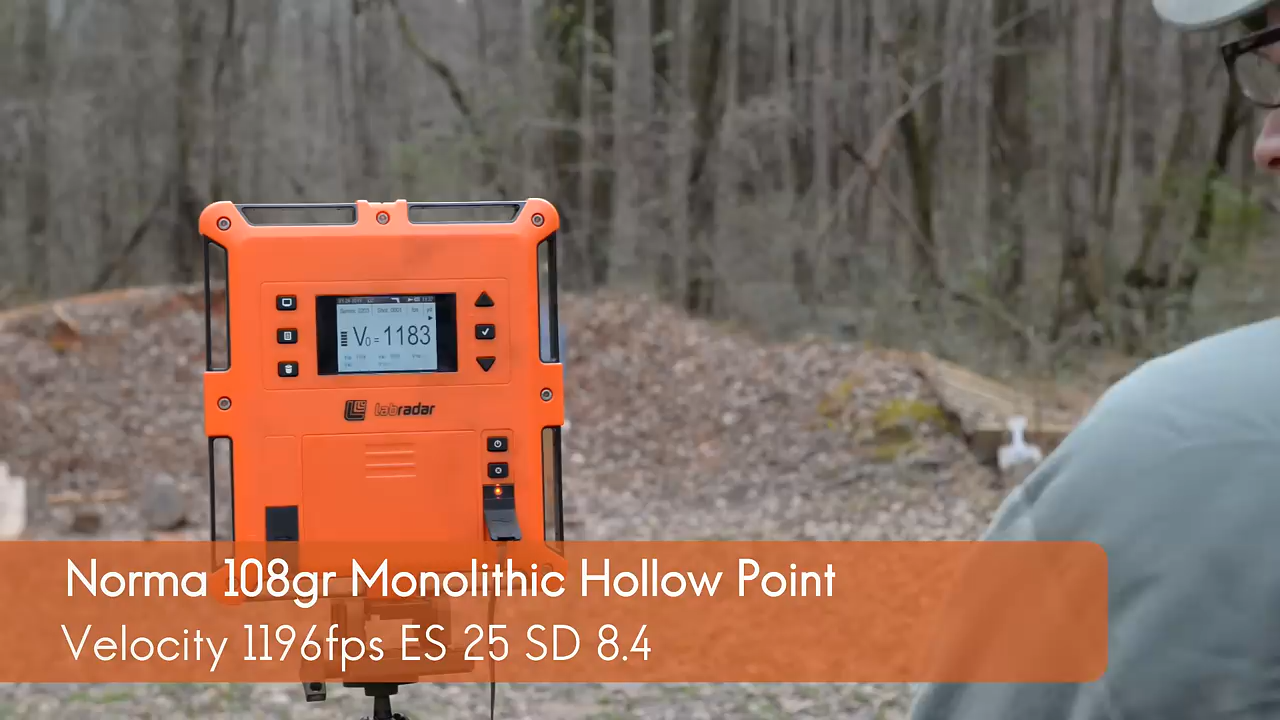 V0 = 1183
labradar
Norma 108gr Monolithic Hollow Point
Velocity 1196fps ES 25 SD 8.4